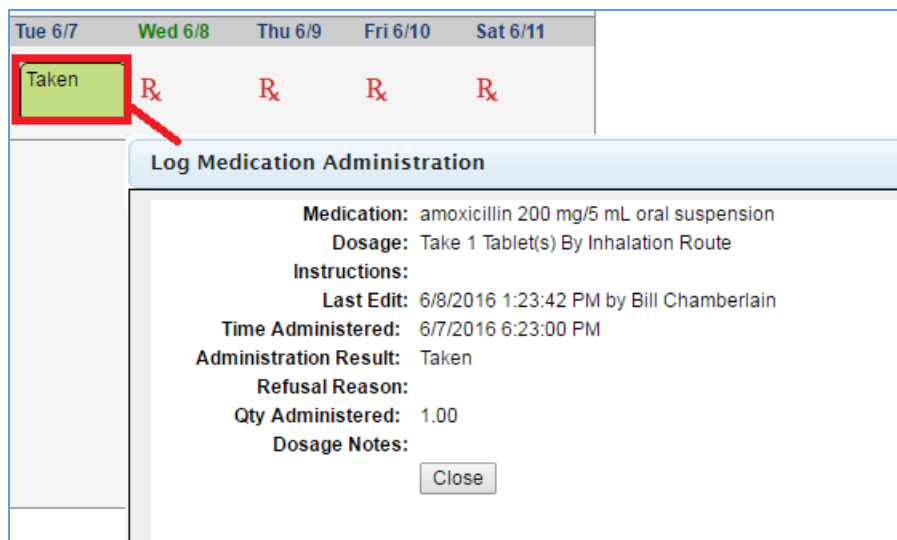 Tue 6/7 Wed 6/8 Thu 6/9 Fri 6/10 Sat 6/11
Taken ℞ ℞ ℞ ℞
Log Medication Administration
Medication: amoxicillin 200 mg/5 mL oral suspension
Dosage: Take 1 Tablet(s) By Inhalation Route
Instructions:
Last Edit: 6/8/2016 1:23:42 PM by Bill Chamberlain
Time Administered: 6/7/2016 6:23:00 PM
Administration Result: Taken
Refusal Reason:
Qty Administered: 1.00
Dosage Notes:
Close